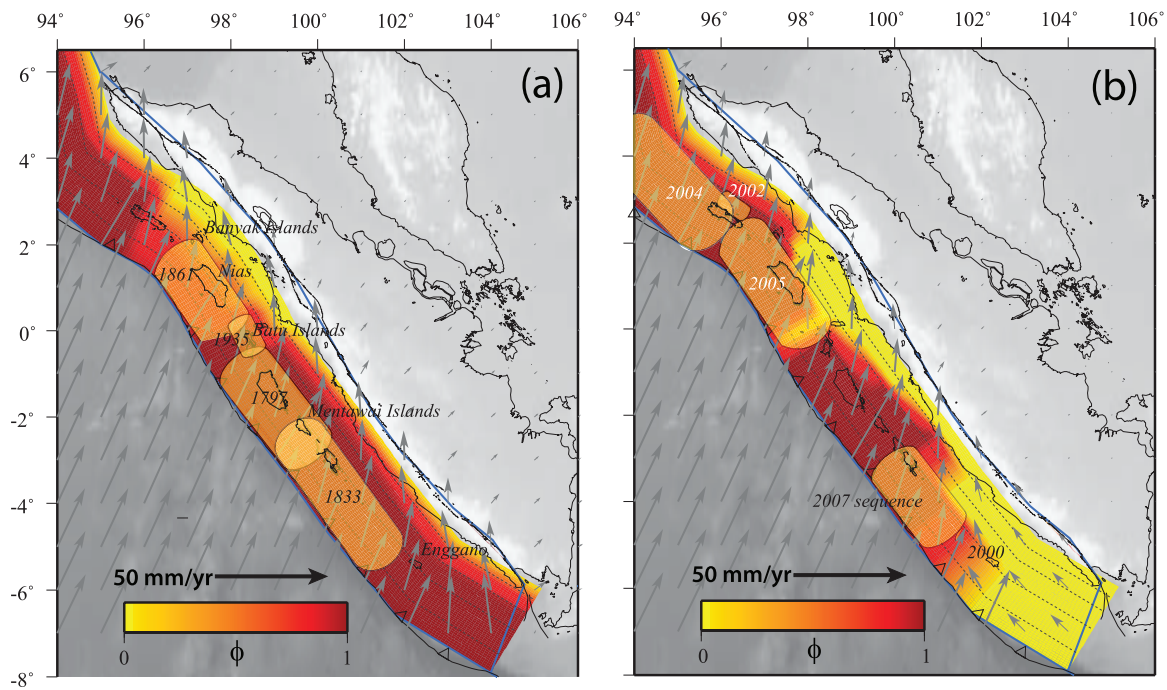 94˚ 96˚ 98˚ 100˚ 102˚ 104˚ 106˚
94˚ 96˚ 98˚ 100˚ 102˚ 104˚ 106˚
6˚
4˚
2˚
0˚
-2˚
-4˚
-6˚
-8˚
(a)
Banyak Islands
1861
Nias
1935
Batu Islands
1797
Mentawai Islands
1833
Enggano
50 mm/yr
0 ϕ 1
(b)
2004
2002
2005
2007 sequence
2000
50 mm/yr
0 ϕ 1